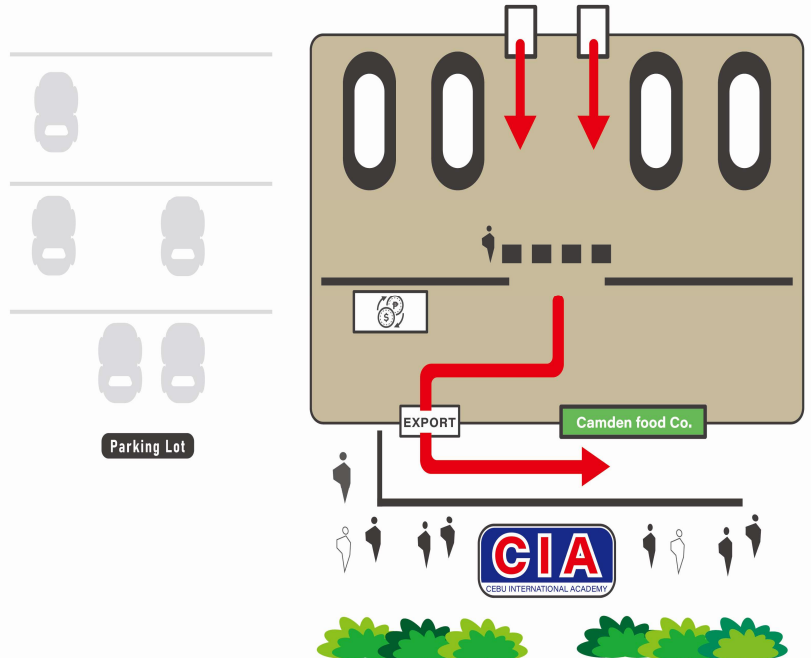 $
P
EXPORT
Camden food Co.
Parking Lot
CIA
CEBU INTERNATIONAL ACADEMY